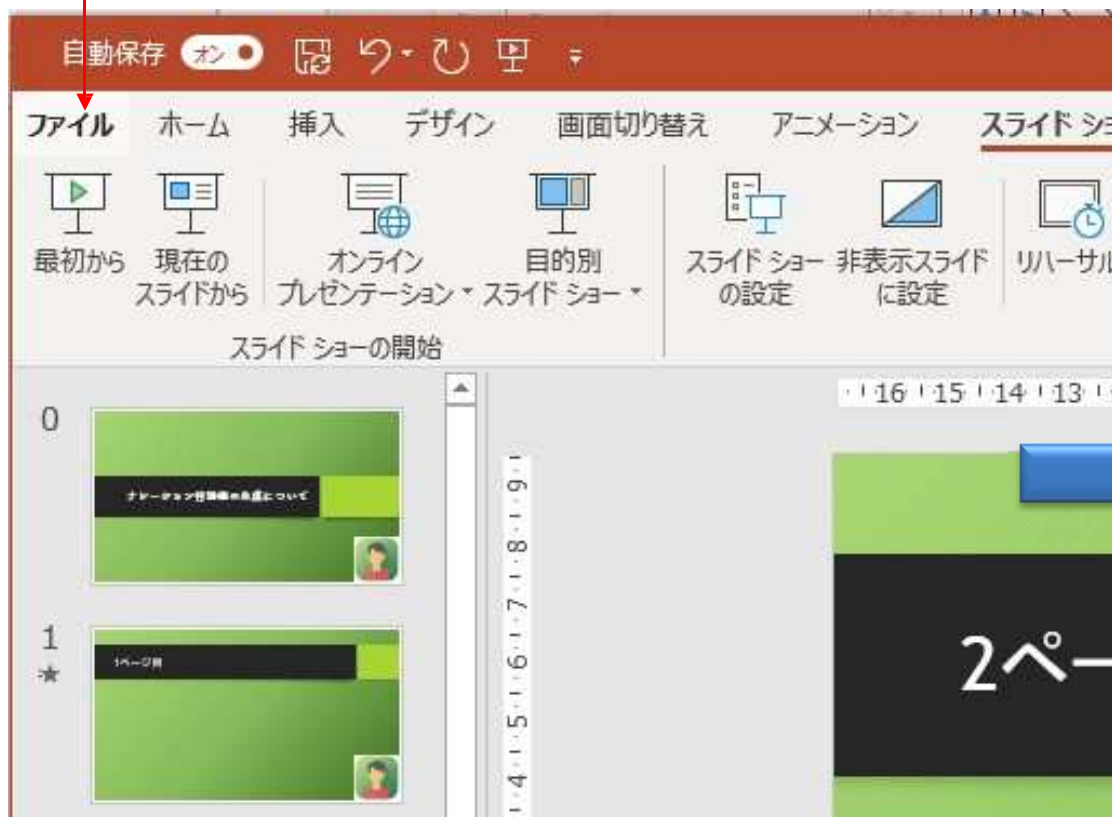 自動保存 オン
ファイル ホーム 挿入 デザイン 画面切り替え アニメーション スライド ショ
最初から 現在の スライドから オンライン プレゼンテーション 目的別 スライド ショー スライド ショー の設定 非表示スライド に設定 リハーサル
スライド ショーの開始
16 15 14 13
0
1
1ページ目
9
8
7
6
5
4
2ペー